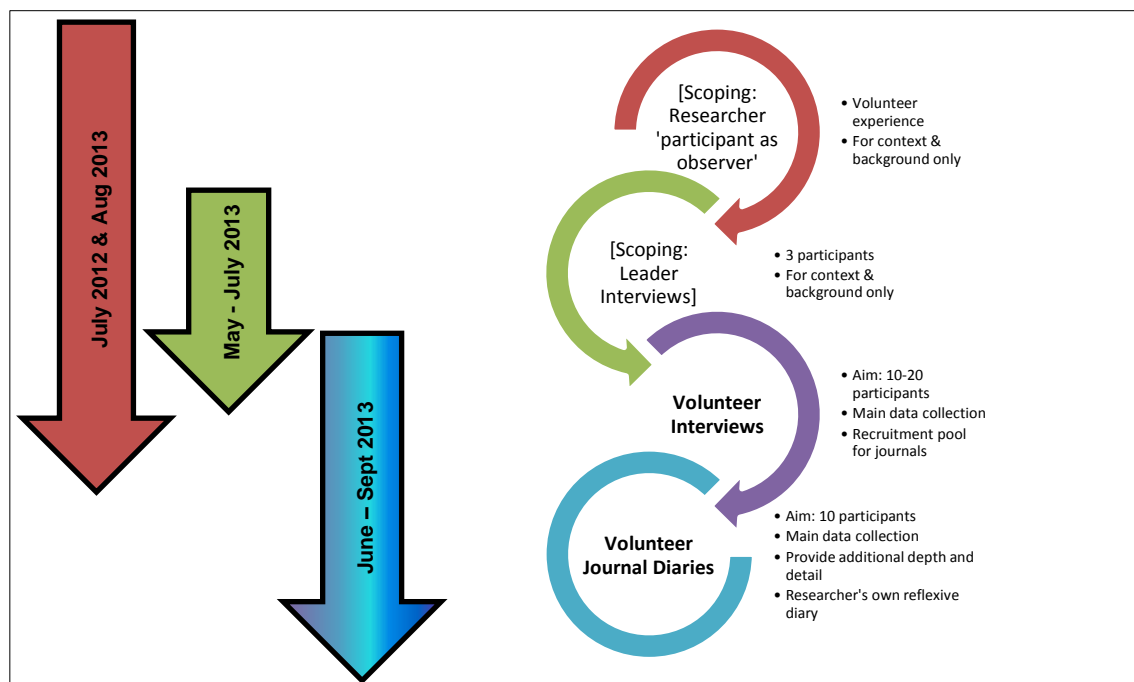 July 2012 & Aug 2013
May - July 2013
June – Sept 2013
[Scoping:
Researcher
'participant as
observer'
• Volunteer
experience
• For context &
background only
[Scoping:
Leader
Interviews]
• 3 participants
• For context &
background only
Volunteer
Interviews
• Aim: 10-20
participants
• Main data collection
• Recruitment pool
for journals
Volunteer
Journal Diaries
• Aim: 10 participants
• Main data collection
• Provide additional depth and
detail
• Researcher's own reflexive
diary